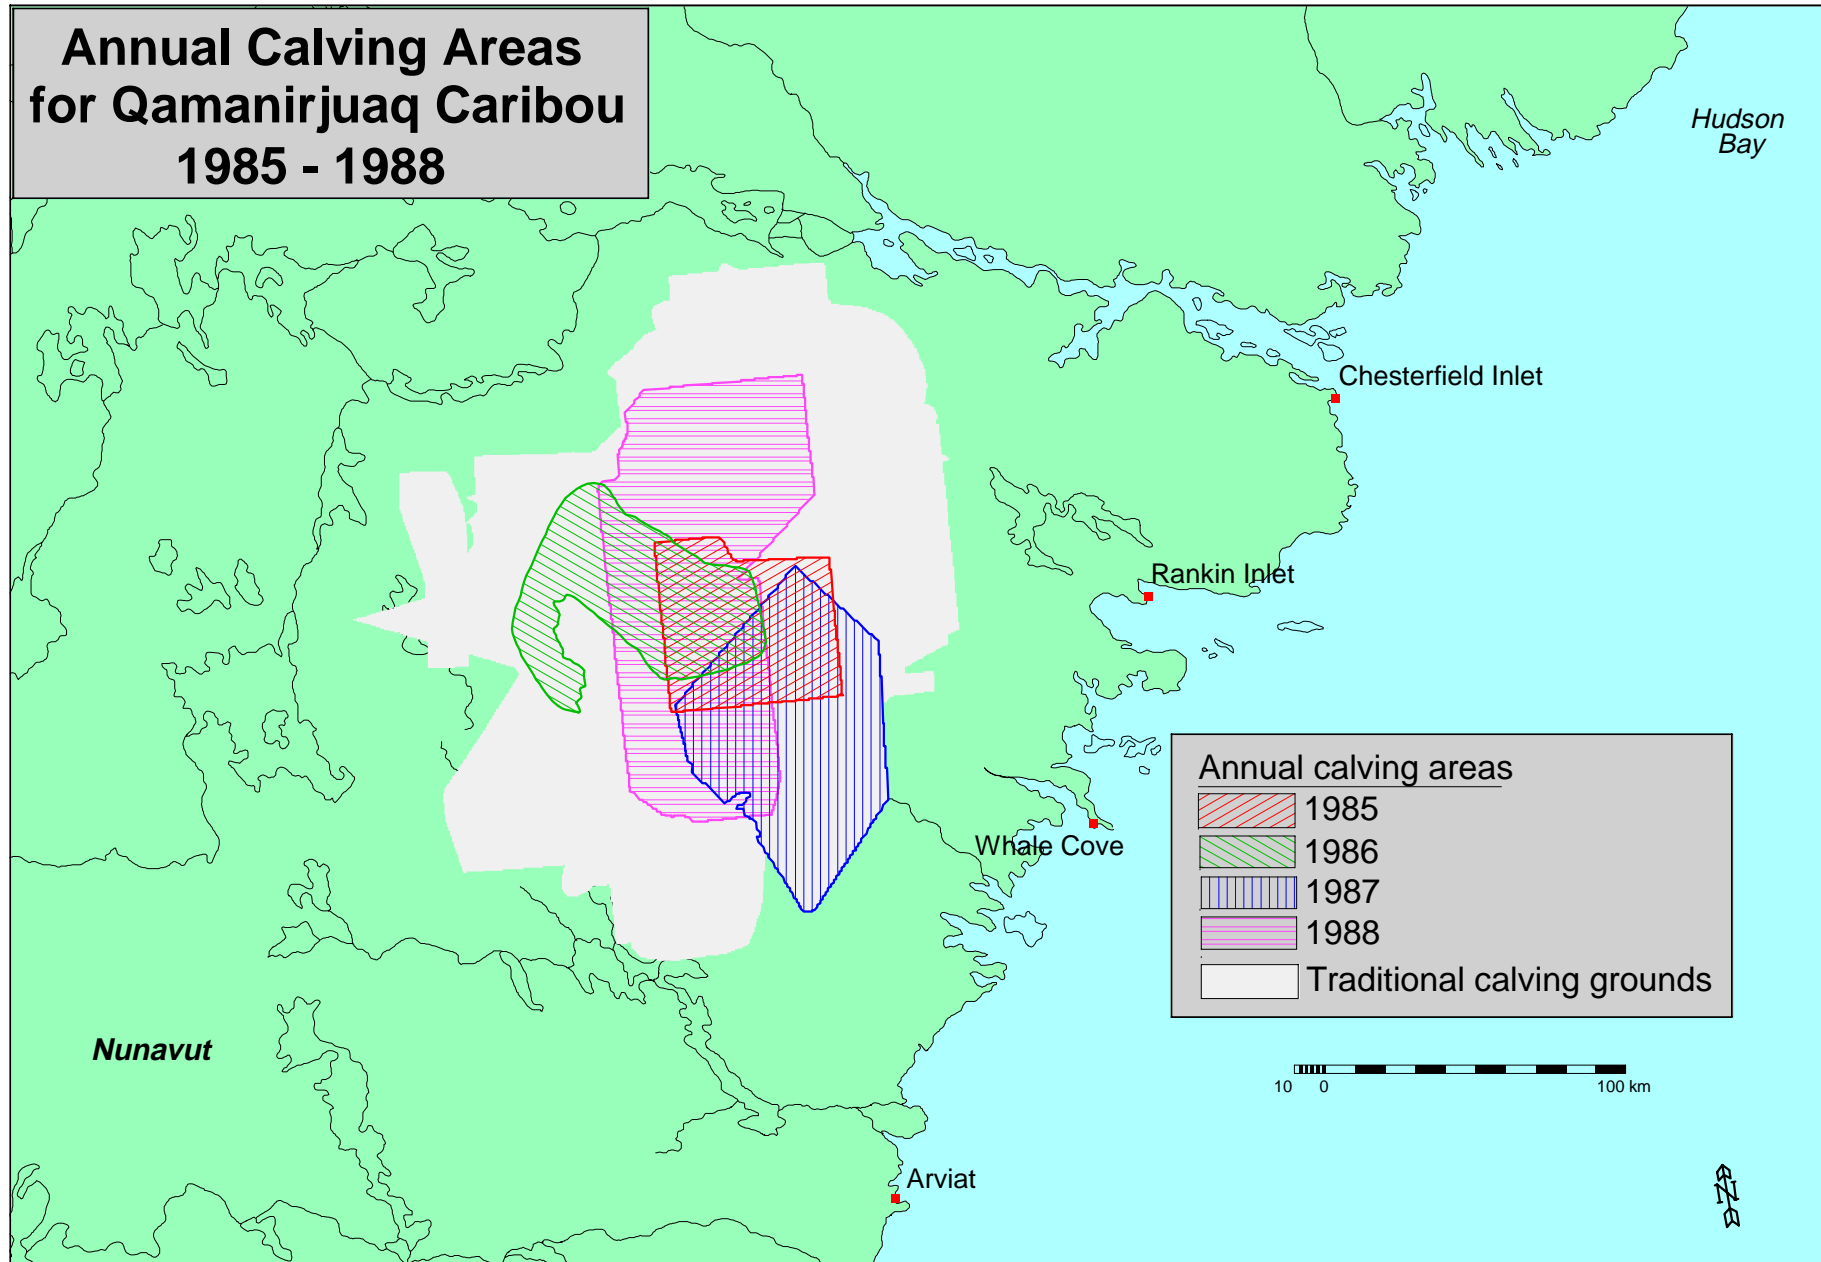 Annual Calving Areas
for Qamanirjuaq Caribou
1985 - 1988
Hudson
Bay
Chesterfield Inlet
Rankin Inlet
Whale Cove
Annual calving areas
1985
1986
1987
1988
Traditional calving grounds
Nunavut
10 0 100 km
Arviat
N